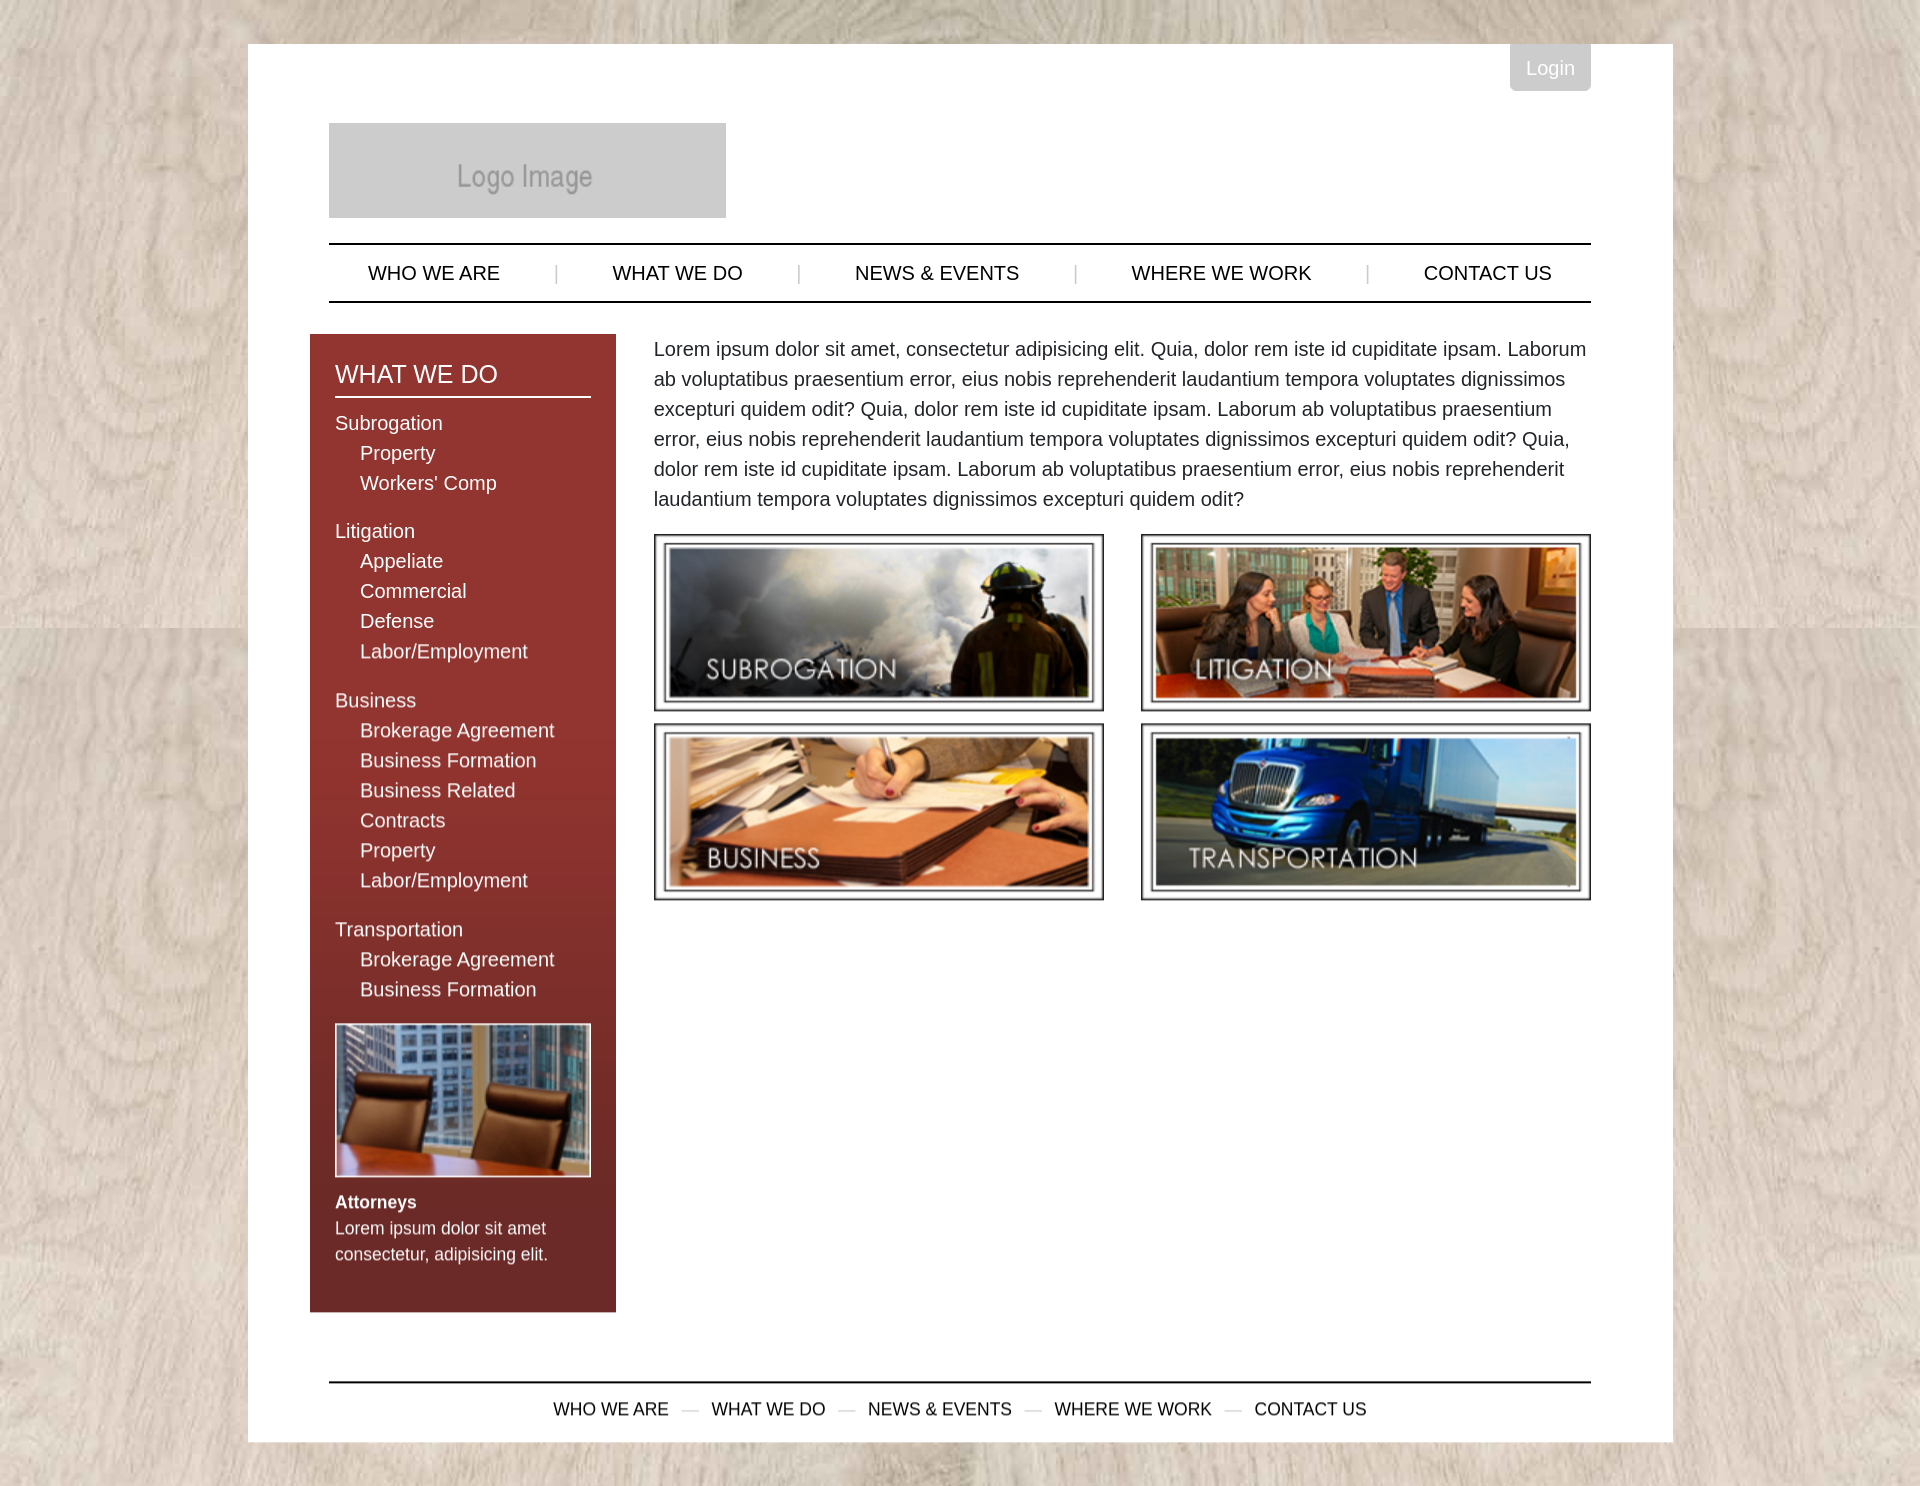 Login
Logo Image
WHO WE ARE | WHAT WE DO | NEWS & EVENTS | WHERE WE WORK | CONTACT US
WHAT WE DO
Subrogation
Property
Workers' Comp
Litigation
Appeliate
Commercial
Defense
Labor/Employment
Business
Brokerage Agreement
Business Formation
Business Related
Contracts
Property
Labor/Employment
Transportation
Brokerage Agreement
Business Formation
Attorneys
Lorem ipsum dolor sit amet
consectetur, adipisicing elit.
Lorem ipsum dolor sit amet, consectetur adipisicing elit. Quia, dolor rem iste id cupiditate ipsam. Laborum
ab voluptatibus praesentium error, eius nobis reprehenderit laudantium tempora voluptates dignissimos
excepturi quidem odit? Quia, dolor rem iste id cupiditate ipsam. Laborum ab voluptatibus praesentium
error, eius nobis reprehenderit laudantium tempora voluptates dignissimos excepturi quidem odit? Quia,
dolor rem iste id cupiditate ipsam. Laborum ab voluptatibus praesentium error, eius nobis reprehenderit
laudantium tempora voluptates dignissimos excepturi quidem odit?
SUBROGATION
LITIGATION
BUSINESS
TRANSPORTATION
WHO WE ARE — WHAT WE DO — NEWS & EVENTS — WHERE WE WORK — CONTACT US